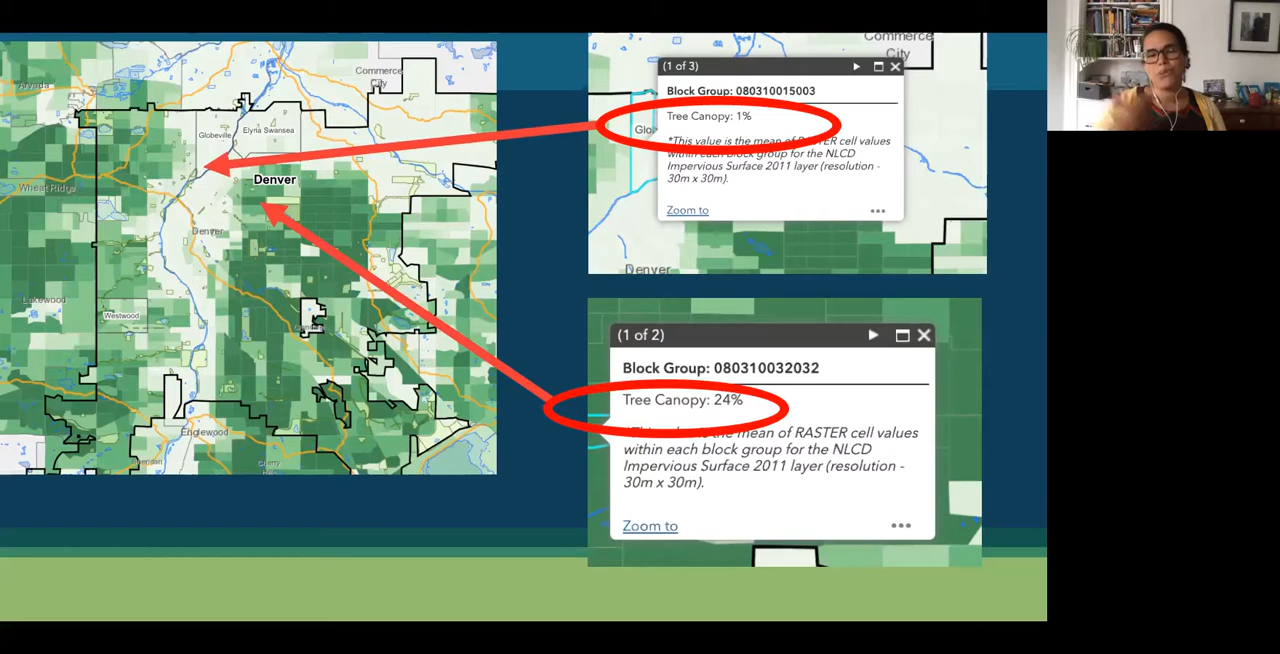 Arvada
Commerce
City
Globeville
Elyria Swansea
Denver
Wheat Ridge
Denver
Lakewood
Westwood
Englewood
Sheridan
Cherry
Commerce
City
(1 of 3)
Block Group: 080310015003
Tree Canopy: 1%
*This value is the mean of RASTER cell values
within each block group for the NLCD
Impervious Surface 2011 layer (resolution -
30m x 30m).
Zoom to
Denver
(1 of 2)
Block Group: 080310032032
Tree Canopy: 24%
the mean of RASTER cell values
within each block group for the NLCD
Impervious Surface 2011 layer (resolution -
30m x 30m).
Zoom to